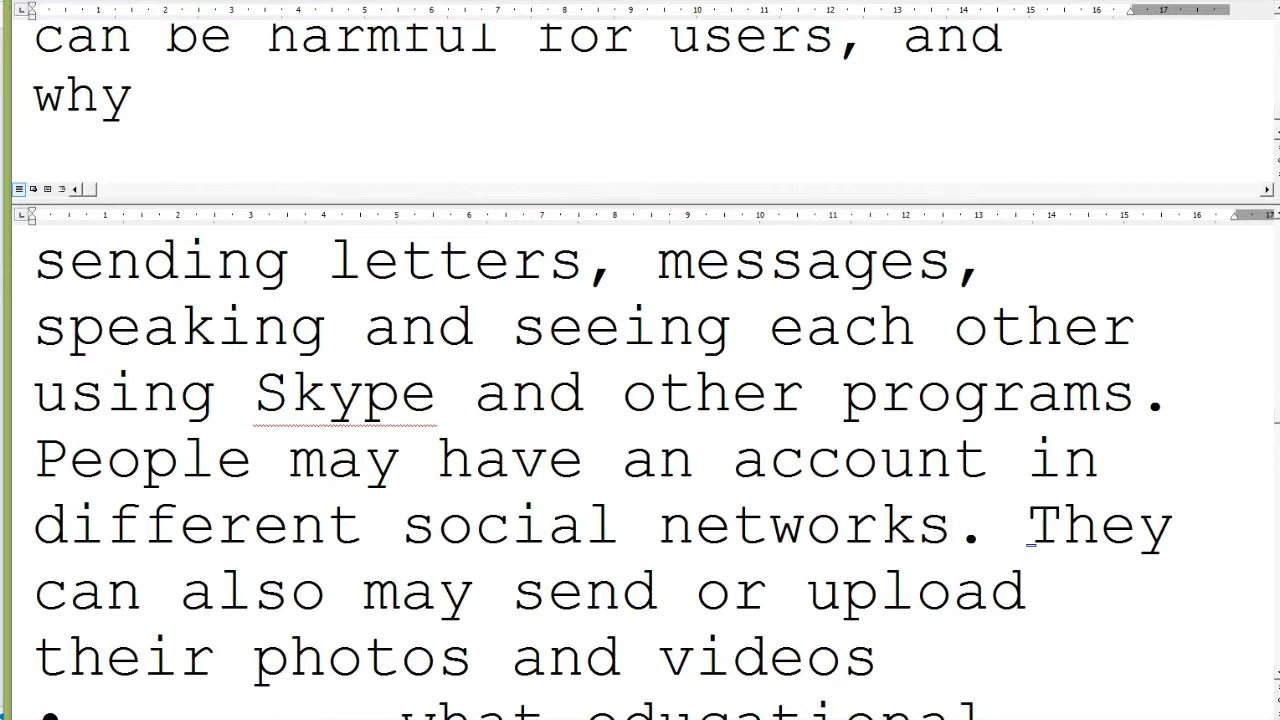 can be harmful for users, and
why
sending letters, messages,
speaking and seeing each other
using Skype and other programs.
People may have an account in
different social networks. They
can also may send or upload
their photos and videos
• what educational